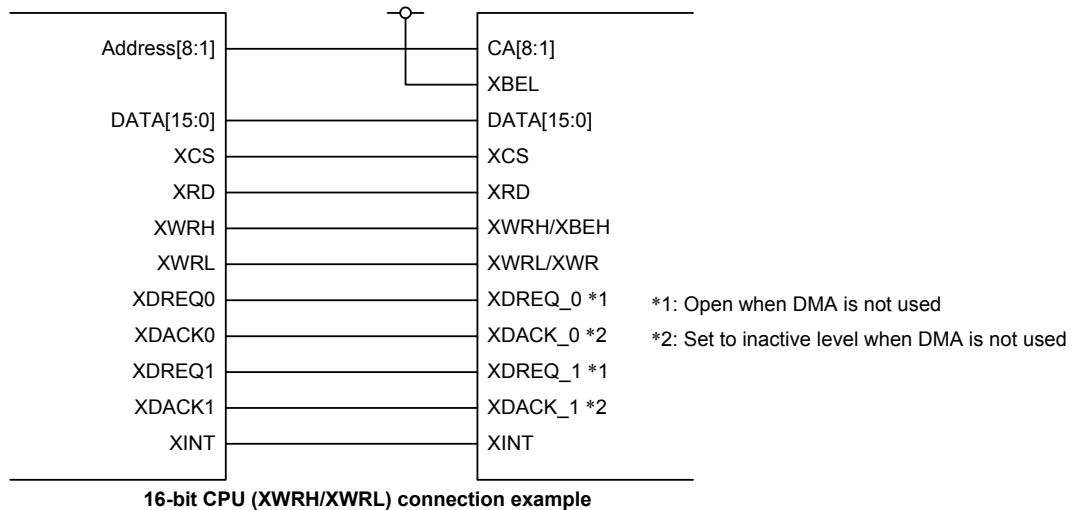 Address[8:1] CA[8:1]
XBEL
DATA[15:0] DATA[15:0]
XCS XCS
XRD XRD
XWRH XWRH/XBEH
XWRL XWRL/XWR
XDREQ0 XDREQ_0 *1 *1: Open when DMA is not used
XDACK0 XDACK_0 *2 *2: Set to inactive level when DMA is not used
XDREQ1 XDREQ_1 *1
XDACK1 XDACK_1 *2
XINT XINT
16-bit CPU (XWRH/XWRL) connection example